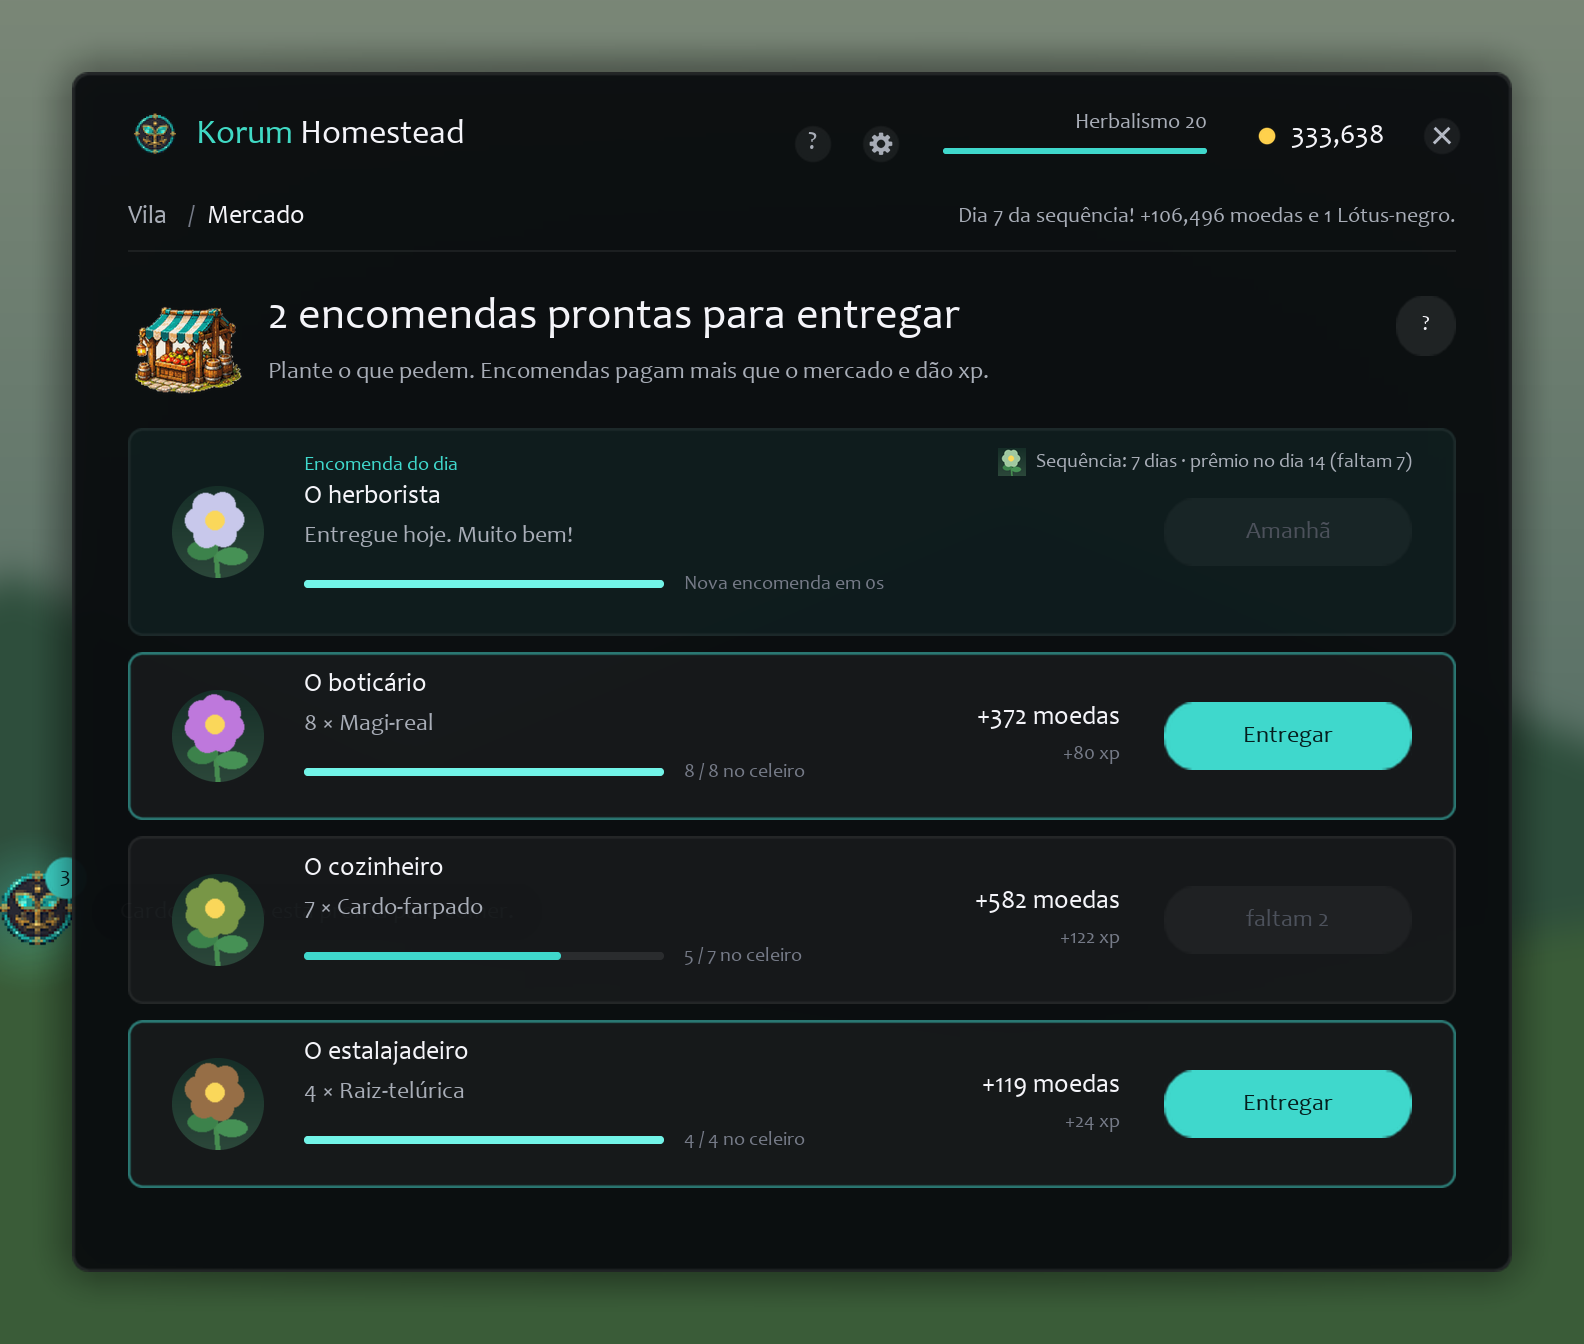 Korum Homestead
?
Herbalismo 20
333,638
Vila / Mercado
Dia 7 da sequência! +106,496 moedas e 1 Lótus-negro.
2 encomendas prontas para entregar
?
Plante o que pedem. Encomendas pagam mais que o mercado e dão xp.
Encomenda do dia
Sequência: 7 dias · prêmio no dia 14 (faltam 7)
O herborista
Entregue hoje. Muito bem!
Amanhã
Nova encomenda em 0s
O boticário
8 × Magi-real
+372 moedas
+80 xp
Entregar
8 / 8 no celeiro
3
O cozinheiro
7 × Cardo-farpado
+582 moedas
+122 xp
faltam 2
5 / 7 no celeiro
O estalajadeiro
4 × Raiz-telúrica
+119 moedas
+24 xp
Entregar
4 / 4 no celeiro